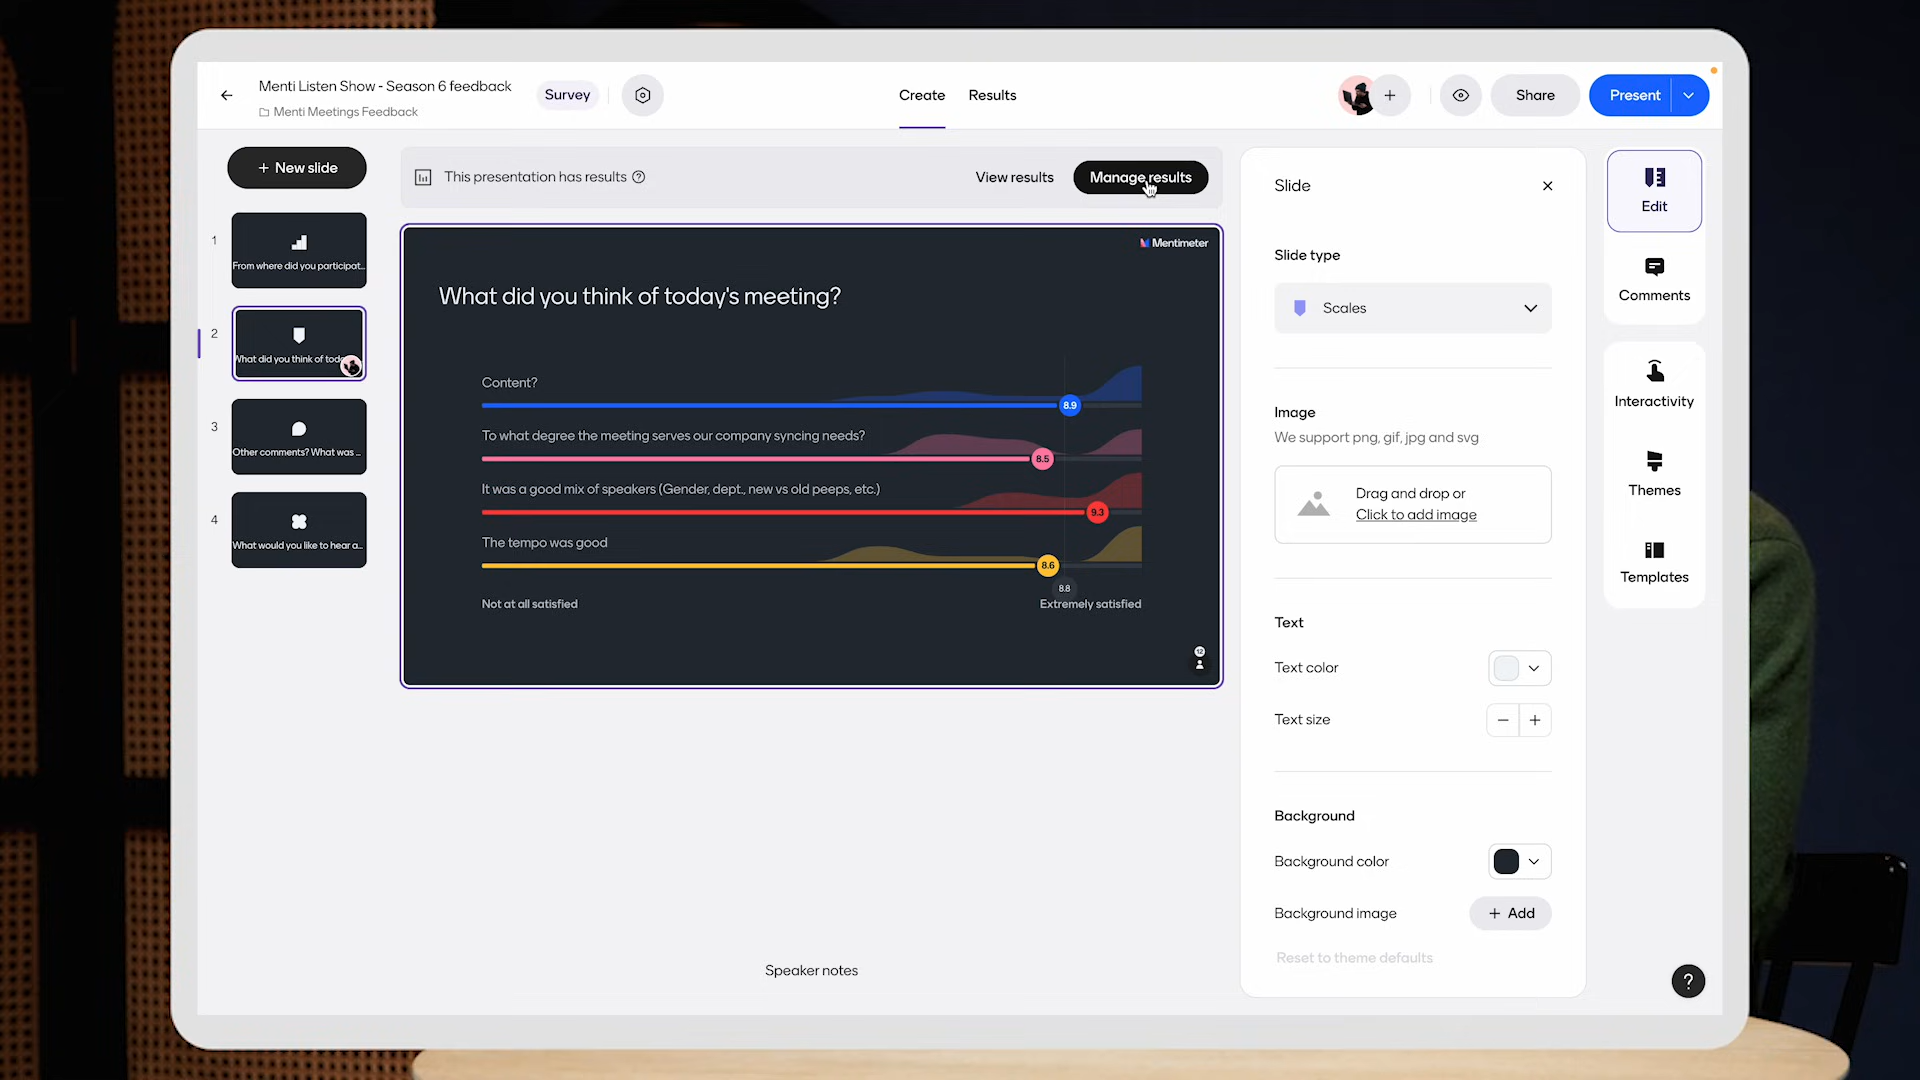 Menti Listen Show - Season 6 feedback
Menti Meetings Feedback
Survey
Create
Results
+
Share
Present
+ New slide
This presentation has results
View results
Manage results
1
From where did you participat...
2
What did you think of toda
3
Other comments? What was ...
4
What would you like to hear a...
Mentimeter
What did you think of today's meeting?
Content?
8.9
To what degree the meeting serves our company syncing needs?
8.5
It was a good mix of speakers (Gender, dept., new vs old peeps, etc.)
9.3
The tempo was good
8.6
8.8
Not at all satisfied
Extremely satisfied
12
Speaker notes
Slide
Slide type
Scales
Image
We support png, gif, jpg and svg
Drag and drop or
Click to add image
Text
Text color
Text size
Background
Background color
Background image
+ Add
Reset to theme defaults
Edit
Comments
Interactivity
Themes
Templates
?